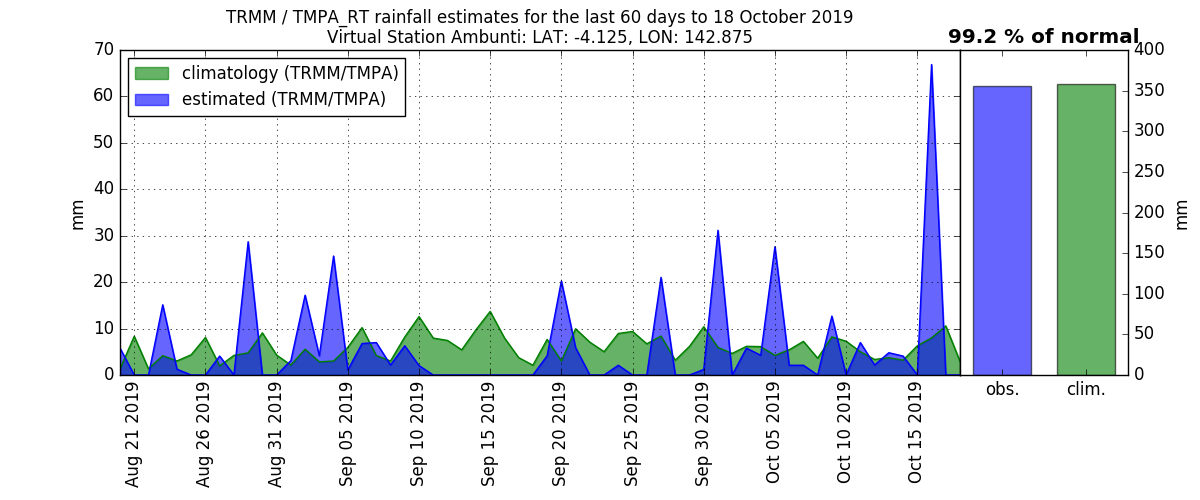 TRMM / TMPA_RT rainfall estimates for the last 60 days to 18 October 2019
Virtual Station Ambunti: LAT: -4.125, LON: 142.875
99.2 % of normal
climatology (TRMM/TMPA)
estimated (TRMM/TMPA)
70
60
50
40
30
20
10
0
mm
400
350
300
250
200
150
100
50
0
mm
Aug 21 2019
Aug 26 2019
Aug 31 2019
Sep 05 2019
Sep 10 2019
Sep 15 2019
Sep 20 2019
Sep 25 2019
Sep 30 2019
Oct 05 2019
Oct 10 2019
Oct 15 2019
obs.
clim.